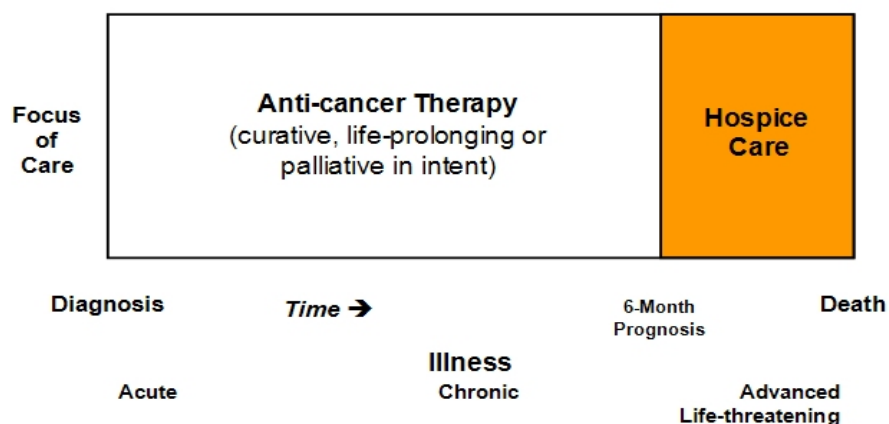 Focus
of
Care
Anti-cancer Therapy
(curative, life-prolonging or
palliative in intent)
Hospice
Care
Diagnosis
Time ➔
6-Month
Prognosis
Death
Illness
Acute
Chronic
Advanced
Life-threatening